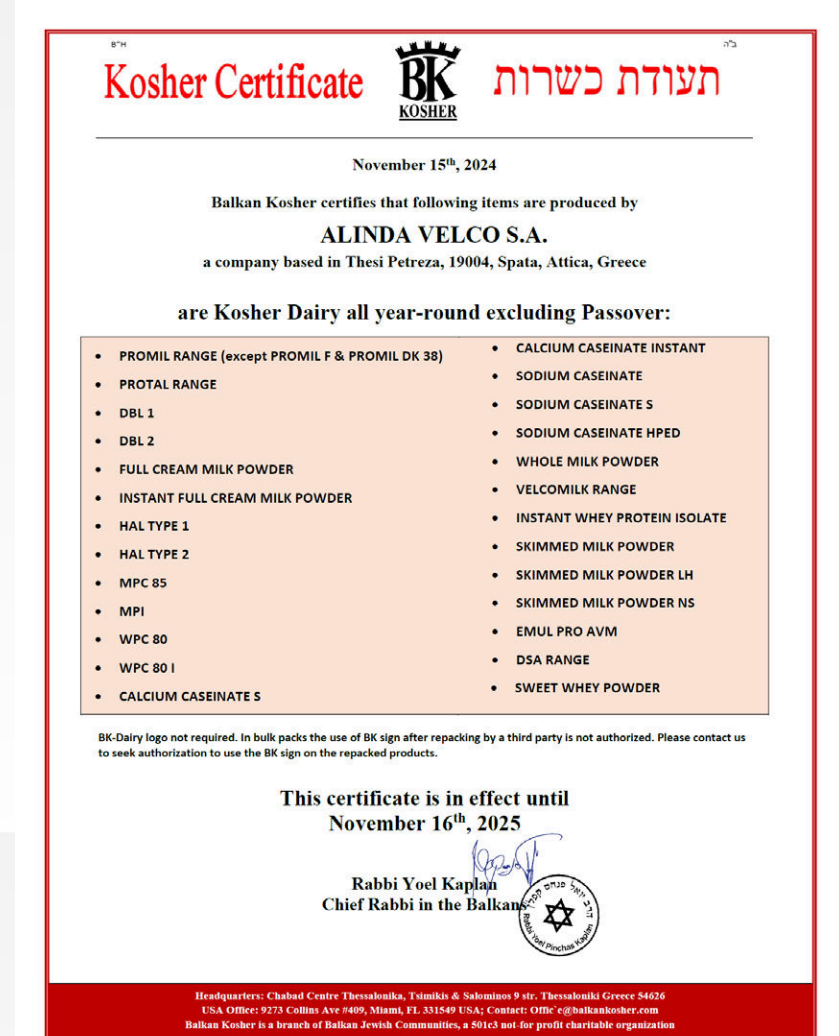 B"H
ב"ה
Kosher Certificate
BK
KOSHER
תעודת כשרות
November 15th, 2024
Balkan Kosher certifies that following items are produced by
ALINDA VELCO S.A.
a company based in Thesi Petreza, 19004, Spata, Attica, Greece
are Kosher Dairy all year-round excluding Passover:
• PROMIL RANGE (except PROMIL F & PROMIL DK 38)
• PROTAL RANGE
• DBL 1
• DBL 2
• FULL CREAM MILK POWDER
• INSTANT FULL CREAM MILK POWDER
• HAL TYPE 1
• HAL TYPE 2
• MPC 85
• MPI
• WPC 80
• WPC 80 I
• CALCIUM CASEINATE S
• CALCIUM CASEINATE INSTANT
• SODIUM CASEINATE
• SODIUM CASEINATE S
• SODIUM CASEINATE HPED
• WHOLE MILK POWDER
• VELCOMILK RANGE
• INSTANT WHEY PROTEIN ISOLATE
• SKIMMED MILK POWDER
• SKIMMED MILK POWDER LH
• SKIMMED MILK POWDER NS
• EMUL PRO AVM
• DSA RANGE
• SWEET WHEY POWDER
BK-Dairy logo not required. In bulk packs the use of BK sign after repacking by a third party is not authorized. Please contact us
to seek authorization to use the BK sign on the repacked products.
This certificate is in effect until
November 16th, 2025
Rabbi Yoel Kaplan
Chief Rabbi in the Balkans
הרב יואל פנחס קפלן
Rabbi Yoel Pinchas Kaplan
Headquarters: Chabad Centre Thessalonika, Tsimikis & Salominos 9 str. Thessaloniki Greece 54626
USA Office: 9273 Collins Ave #409, Miami, FL 331549 USA; Contact: Offic`e@balkankosher.com
Balkan Kosher is a branch of Balkan Jewish Communities, a 501c3 not-for profit charitable organization